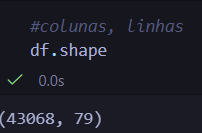 #colunas, linhas
df.shape
0.0s
(43068, 79)